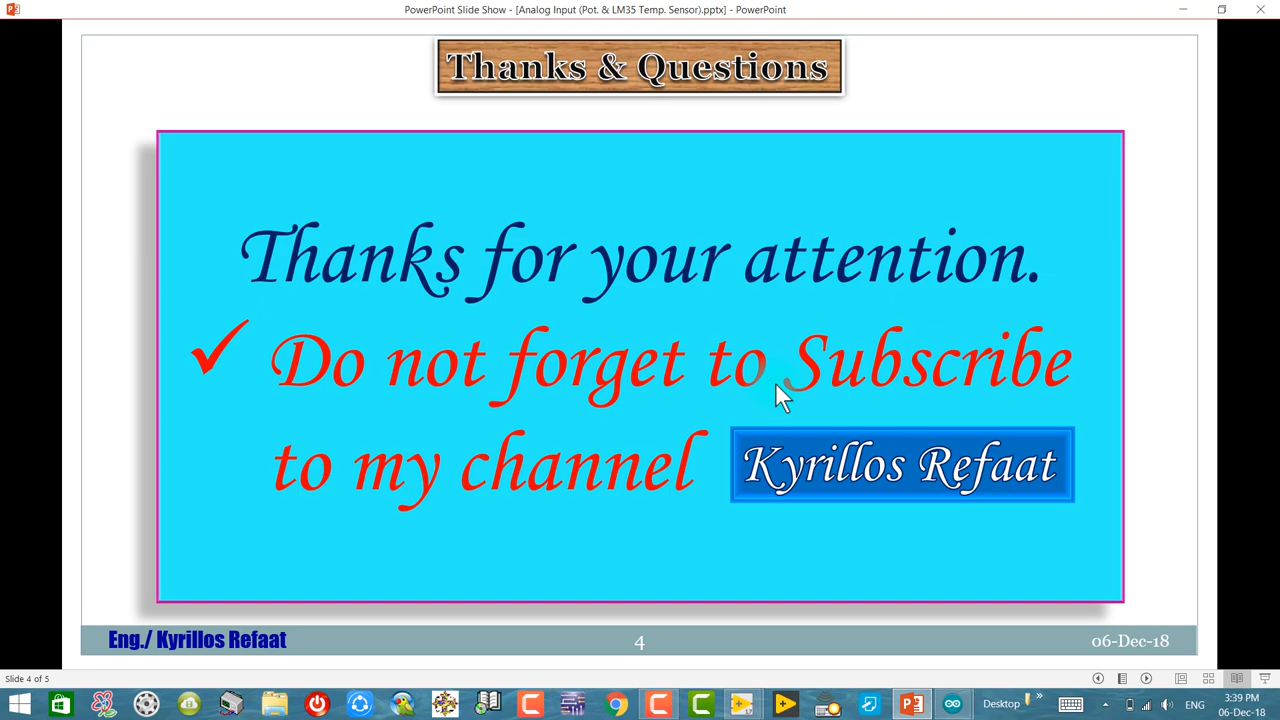 PowerPoint Slide Show - [Analog Input (Pot. & LM35 Temp. Sensor).pptx] - PowerPoint
Thanks & Questions
Thanks for your attention.
✓ Do not forget to Subscribe
to my channel Kyrillos Refaat
Eng./ Kyrillos Refaat 4 06-Dec-18
Slide 4 of 5
Desktop » ENG 3:39 PM
06-Dec-18